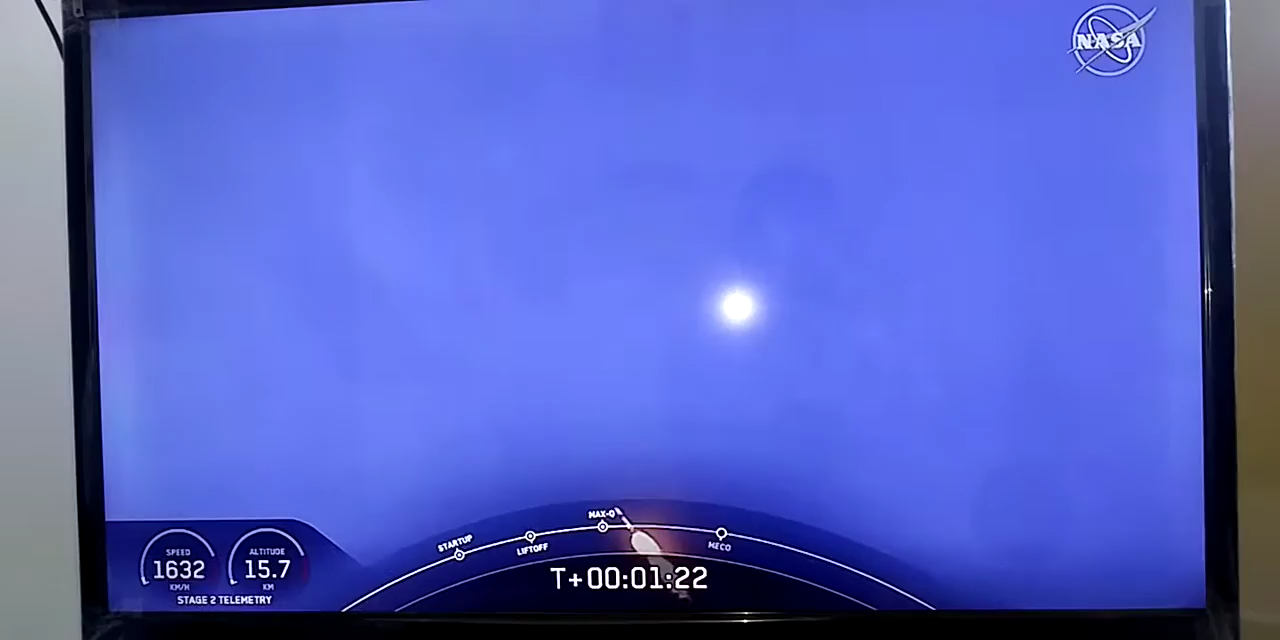 NASA
MAX-Q
STARTUP
LIFTOFF
MECO
SPEED
1632
KM/H
ALTITUDE
15.7
KM
STAGE 2 TELEMETRY
T+00:01:22